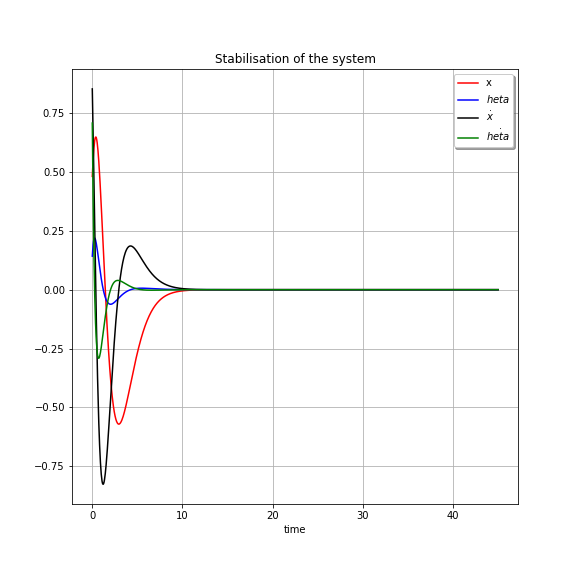 Stabilisation of the system
x
heta
ẋ
hetȧ
0.75
0.50
0.25
0.00
−0.25
−0.50
−0.75
0 10 20 30 40
time